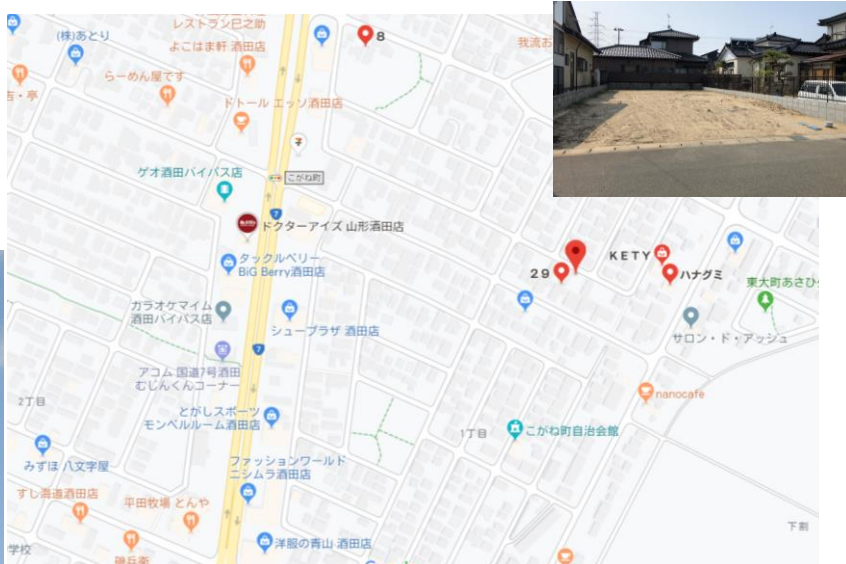 レストラン巳之助
(株)あとり
よこはま軒 酒田店
8
我流お
らーめん屋です
吉・亭
ドトール エッソ酒田店
ゲオ酒田バイパス店
こがね町
7
ドクターアイズ 山形酒田店
タックルベリー
BiG Berry酒田店
29
KETY
ハナグミ
東大町あさひ
カラオケマイム
酒田バイパス店
シュープラザ 酒田店
サロン・ド・アッシュ
7
アコム 国道7号酒田
むじんくんコーナー
nanocafe
2丁目
とがしスポーツ
モンベルルーム酒田店
1丁目
こがね町自治会館
みずほ 八文字屋
ファッションワールド
ニシムラ酒田店
すし海道酒田店
平田牧場 とんや
下割
学校
磯兵衛
洋服の青山 酒田店